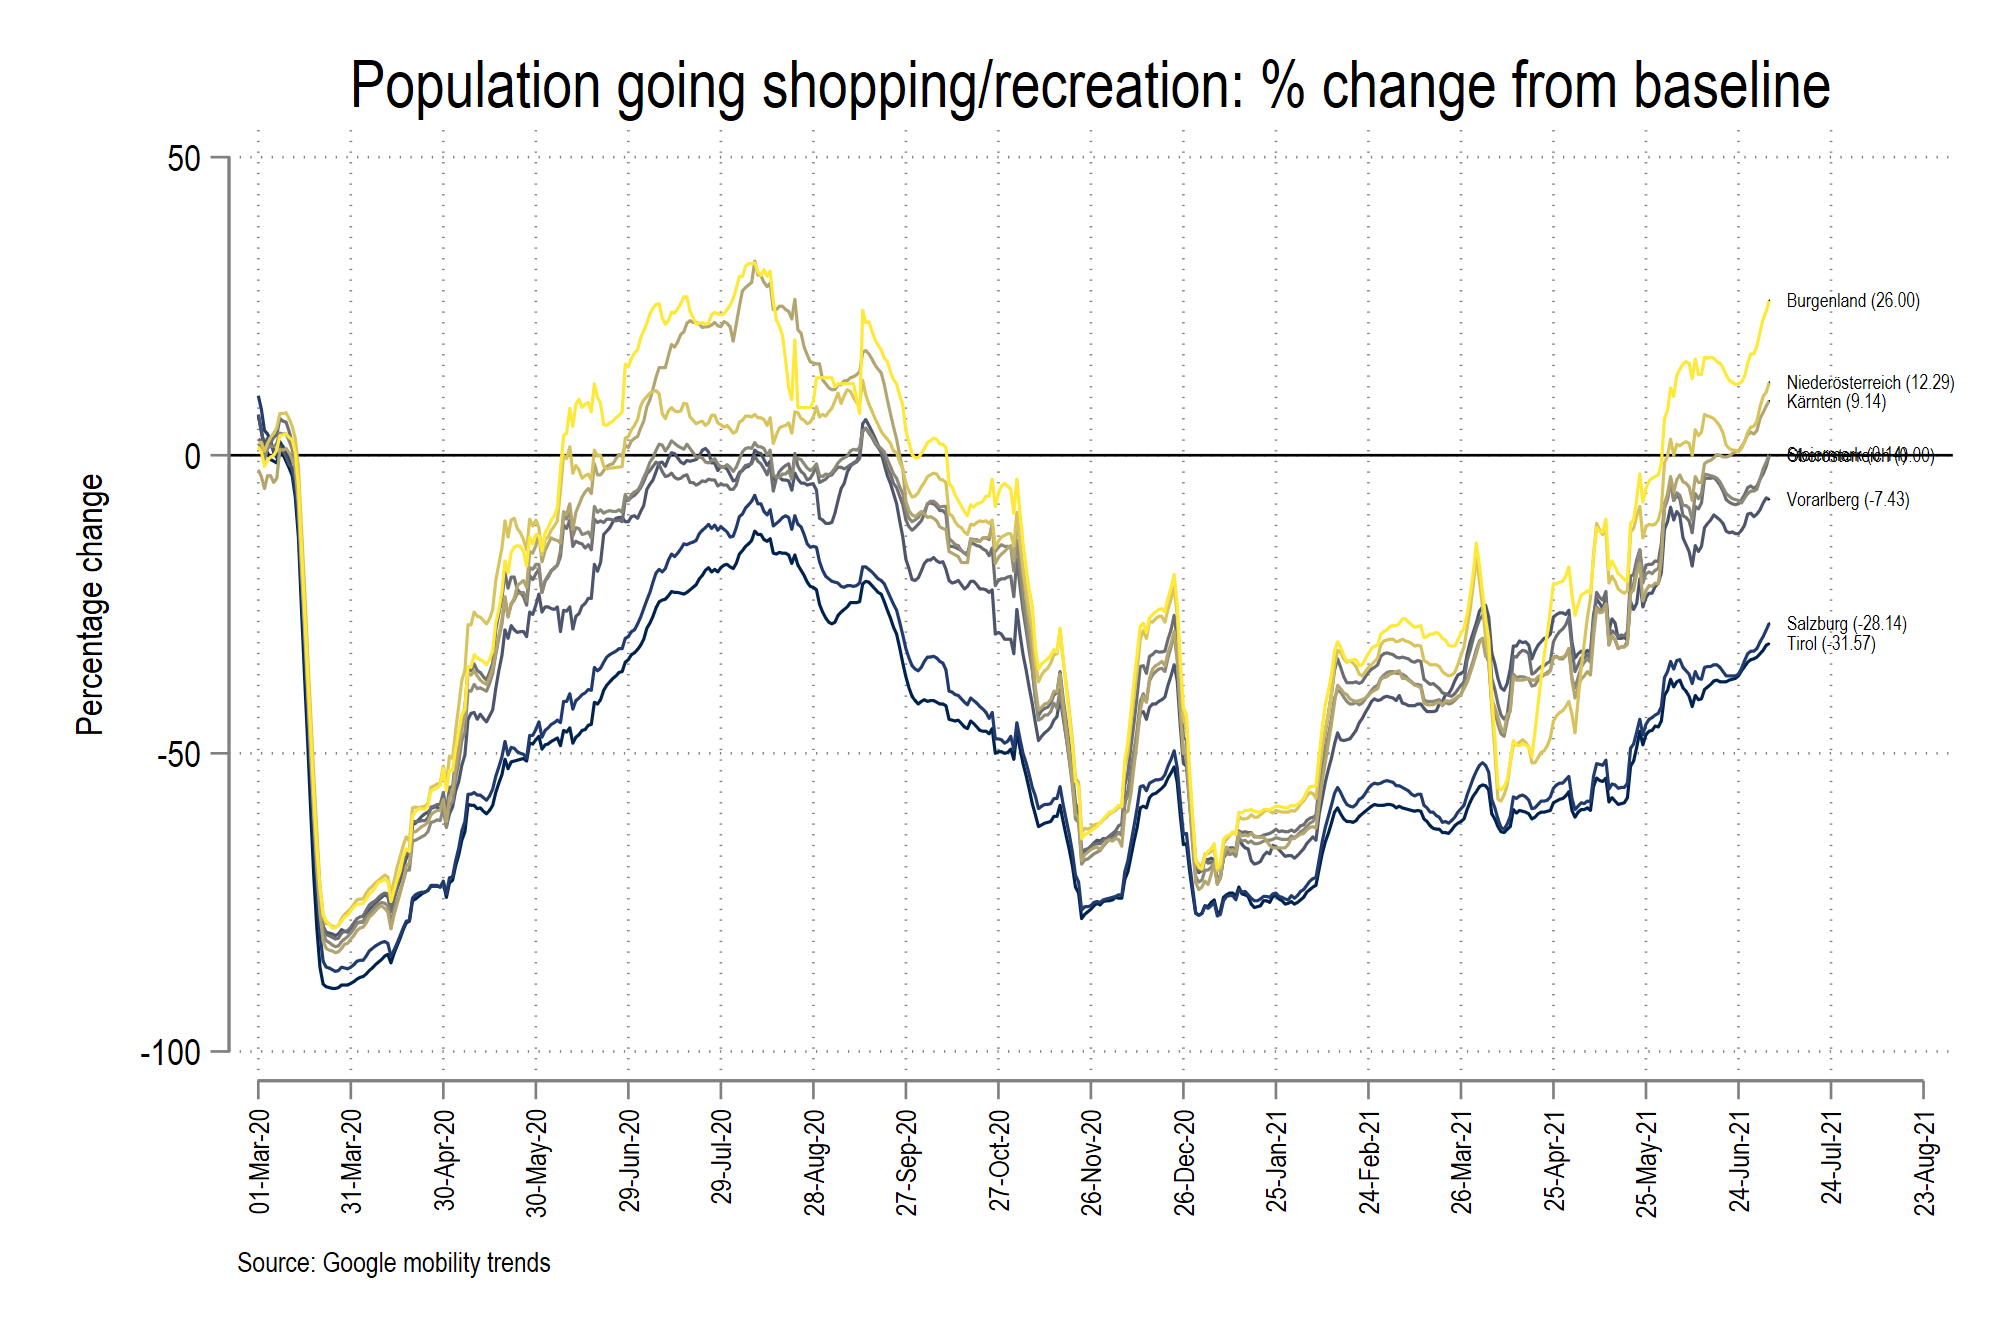 Population going shopping/recreation: % change from baseline
Percentage change
50
0
-50
-100
Burgenland (26.00)
Niederösterreich (12.29)
Kärnten (9.14)
Vorarlberg (-7.43)
Salzburg (-28.14)
Tirol (-31.57)
01-Mar-20
31-Mar-20
30-Apr-20
30-May-20
29-Jun-20
29-Jul-20
28-Aug-20
27-Sep-20
27-Oct-20
26-Nov-20
26-Dec-20
25-Jan-21
24-Feb-21
26-Mar-21
25-Apr-21
25-May-21
24-Jun-21
24-Jul-21
23-Aug-21
Source: Google mobility trends